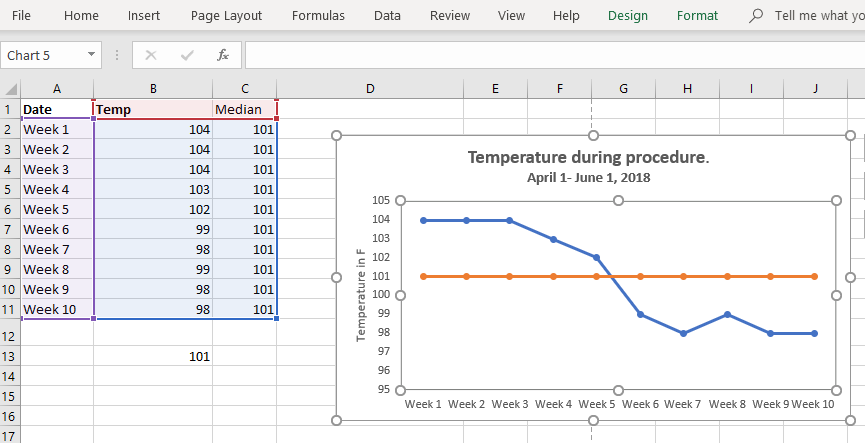 File Home Insert Page Layout Formulas Data Review View Help Design Format Tell me what yo
Chart 5 fx
A B C D E F G H I J
1 Date Temp Median
2 Week 1 104 101
3 Week 2 104 101
4 Week 3 104 101
5 Week 4 103 101
6 Week 5 102 101
7 Week 6 99 101
8 Week 7 98 101
9 Week 8 99 101
10 Week 9 98 101
11 Week 10 98 101
12
13 101
14
15
16
17
Temperature during procedure.
April 1- June 1, 2018
Temperature in F
105
104
103
102
101
100
99
98
97
96
95
Week 1 Week 2 Week 3 Week 4 Week 5 Week 6 Week 7 Week 8 Week 9 Week 10